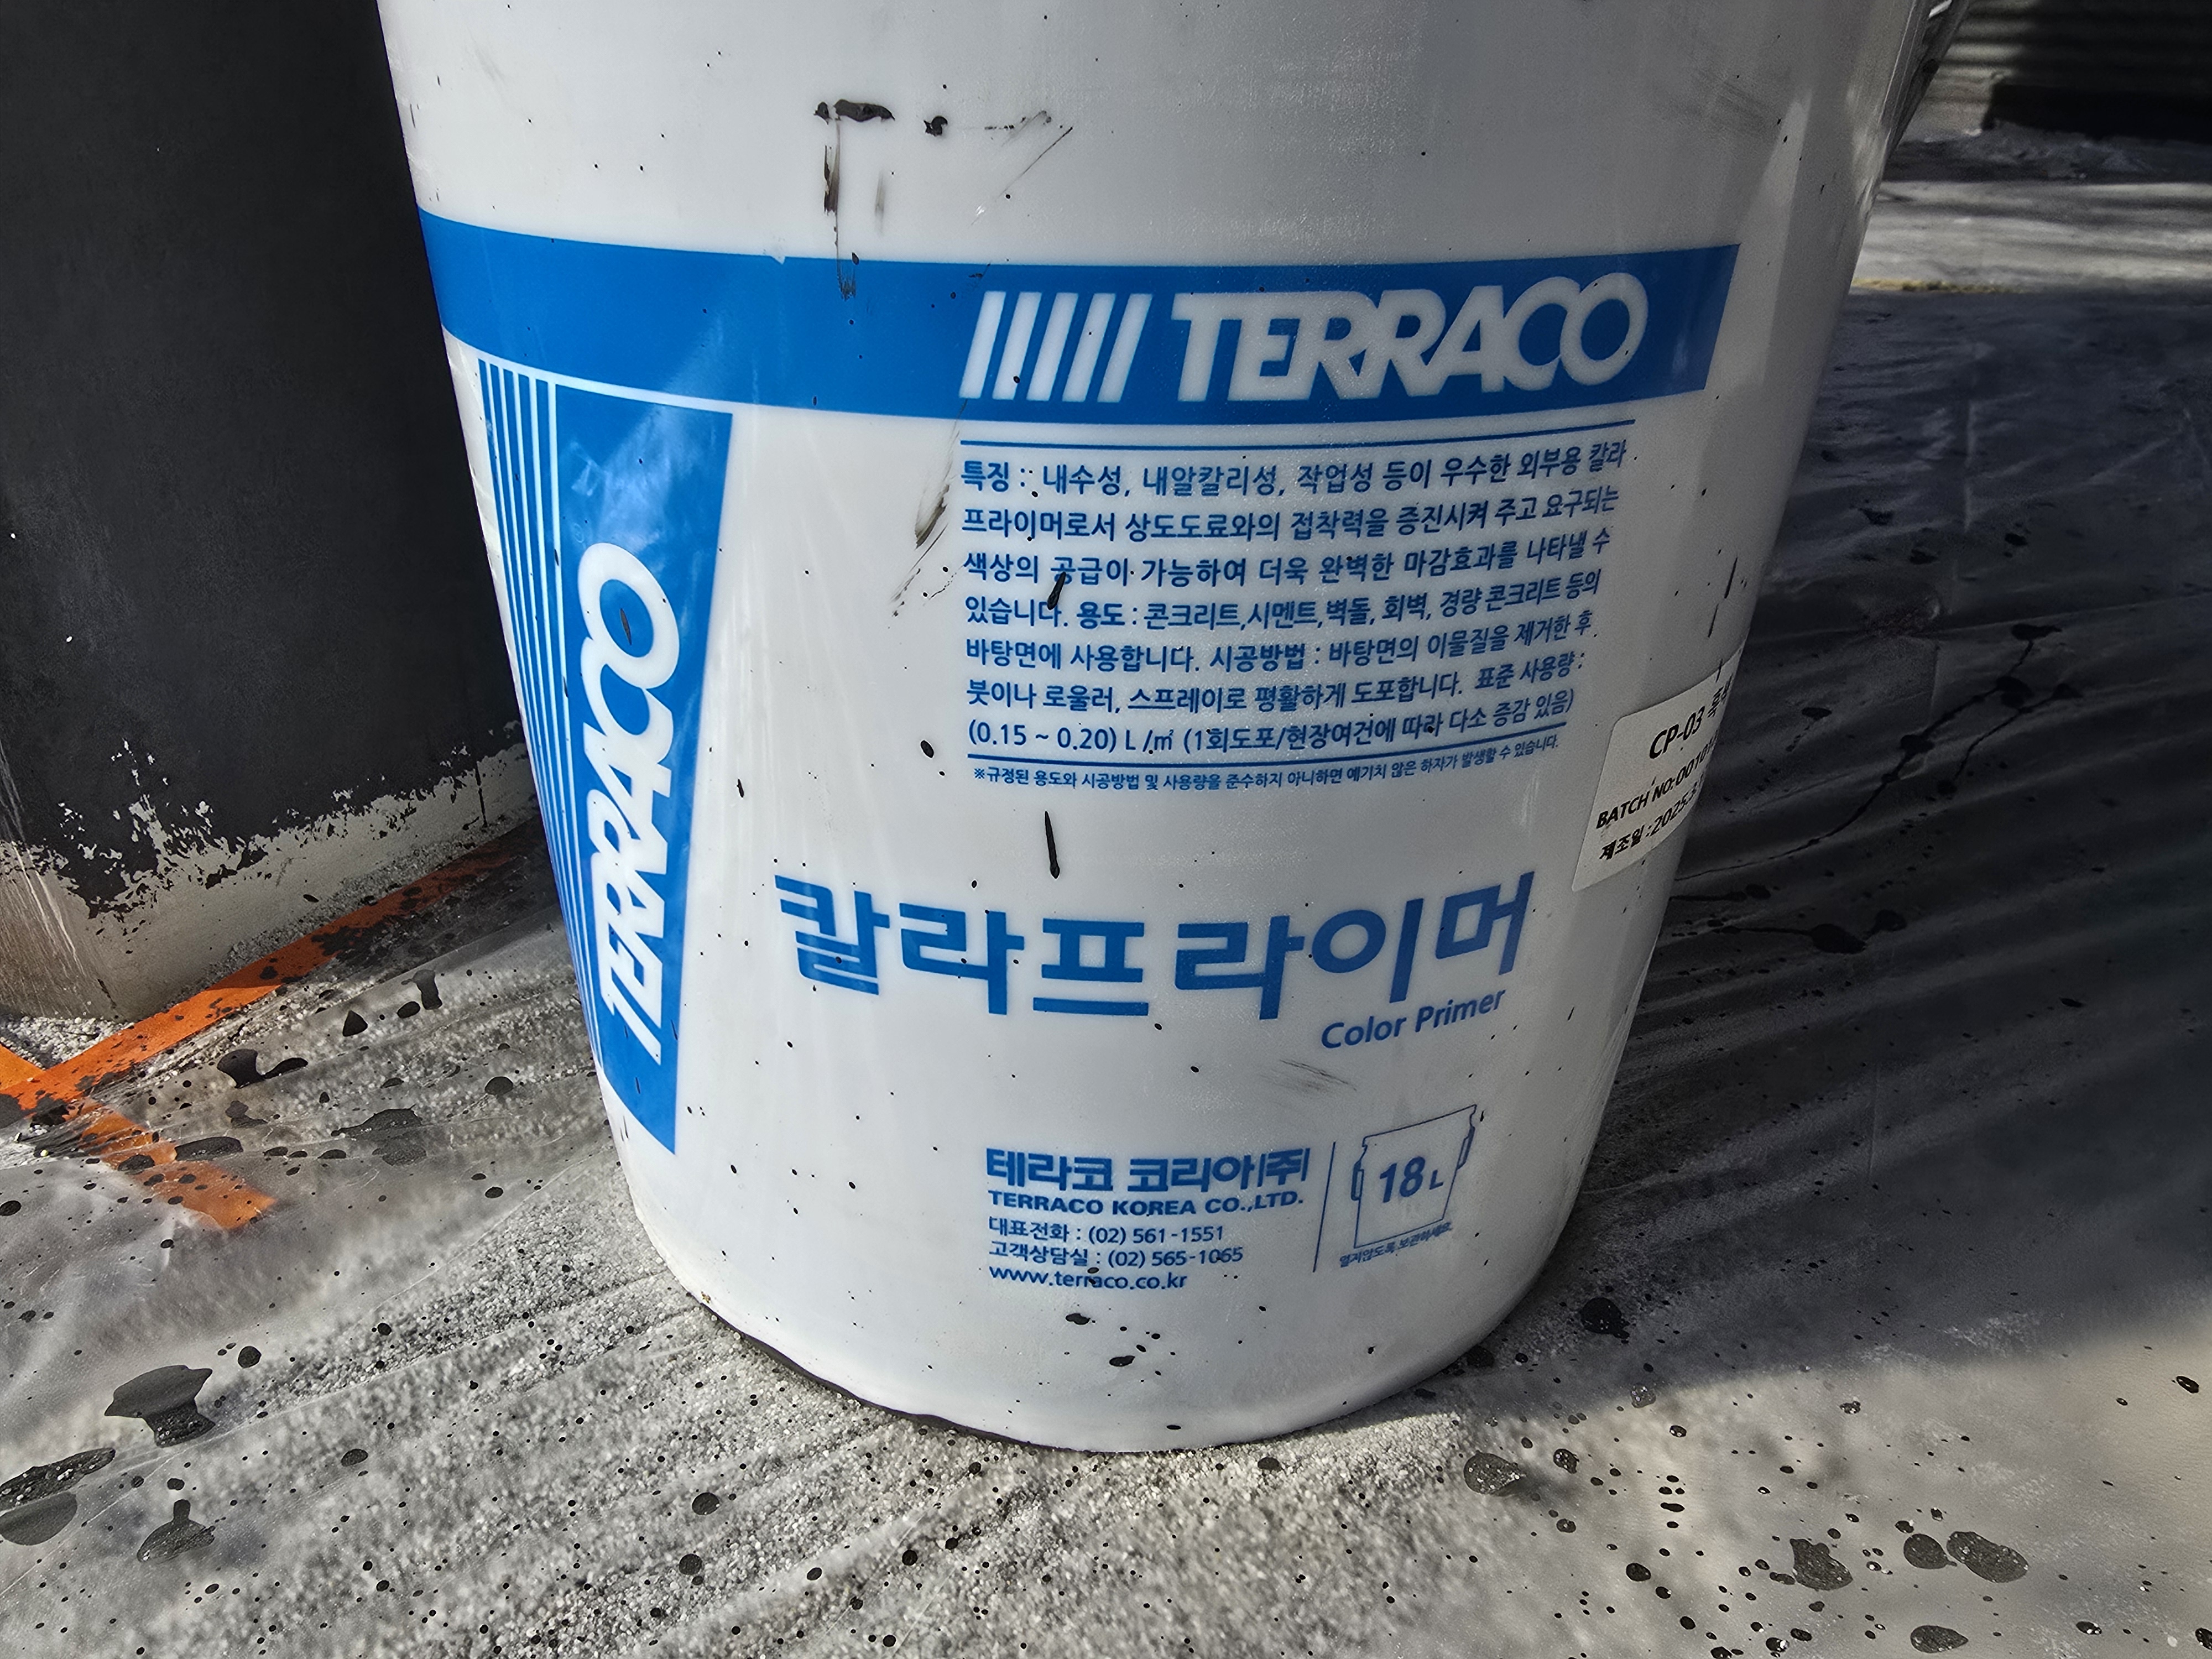 TERRACO
TERRACO
특징 : 내수성, 내알칼리성, 작업성 등이 우수한 외부용 칼라
프라이머로서 상도도료와의 접착력을 증진시켜 주고 요구되는
색상의 공급이 가능하여 더욱 완벽한 마감효과를 나타낼 수
있습니다. 용도 : 콘크리트,시멘트,벽돌, 회벽, 경량 콘크리트 등의
바탕면에 사용합니다. 시공방법 : 바탕면의 이물질을 제거한 후
붓이나 로울러, 스프레이로 평활하게 도포합니다. 표준 사용량 :
(0.15 ~ 0.20) L /㎡ (1회도포/현장여건에 따라 다소 증감 있음)
※규정된 용도와 시공방법 및 사용량을 준수하지 아니하면 예기치 않은 하자가 발생할 수 있습니다.
CP-03
BATCH NO:
제조일 :
칼라프라이머
Color Primer
테라코 코리아(주)
TERRACO KOREA CO.,LTD.
대표전화 : (02) 561-1551
고객상담실 : (02) 565-1065
www.terraco.co.kr
18 L
얼지않도록 보관하세요.